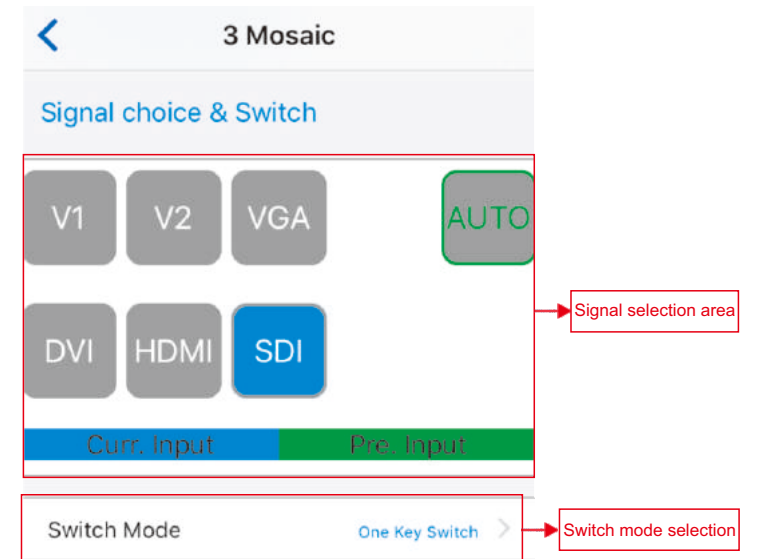 3 Mosaic
Signal choice & Switch
V1 V2 VGA AUTO
Signal selection area
DVI HDMI SDI
Curr. Input Pre. Input
Switch Mode One Key Switch
Switch mode selection